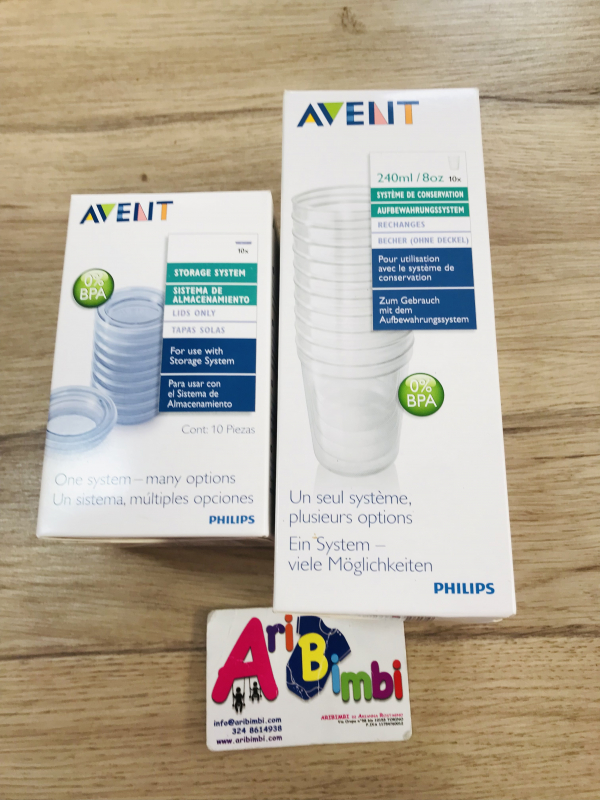 AVENT
10x
STORAGE SYSTEM
SISTEMA DE
ALMACENAMIENTO
LIDS ONLY
TAPAS SOLAS
For use with
Storage System
Para usar con
el Sistema de
Almacenamiento
0%
BPA
Cont: 10 Piezas
One system – many options
Un sistema, múltiples opciones
PHILIPS
AVENT
240ml / 8oz 10x
SYSTÈME DE CONSERVATION
AUFBEWAHRUNGSSYSTEM
RECHANGES
BECHER (OHNE DECKEL)
Pour utilisation
avec le système de
conservation
Zum Gebrauch
mit dem
Aufbewahrungssystem
0%
BPA
Un seul système,
plusieurs options
Ein System –
viele Möglichkeiten
PHILIPS
Ari
Bimbi
info@aribimbi.com
324 8614938
www.aribimbi.com
ARIBIMBI